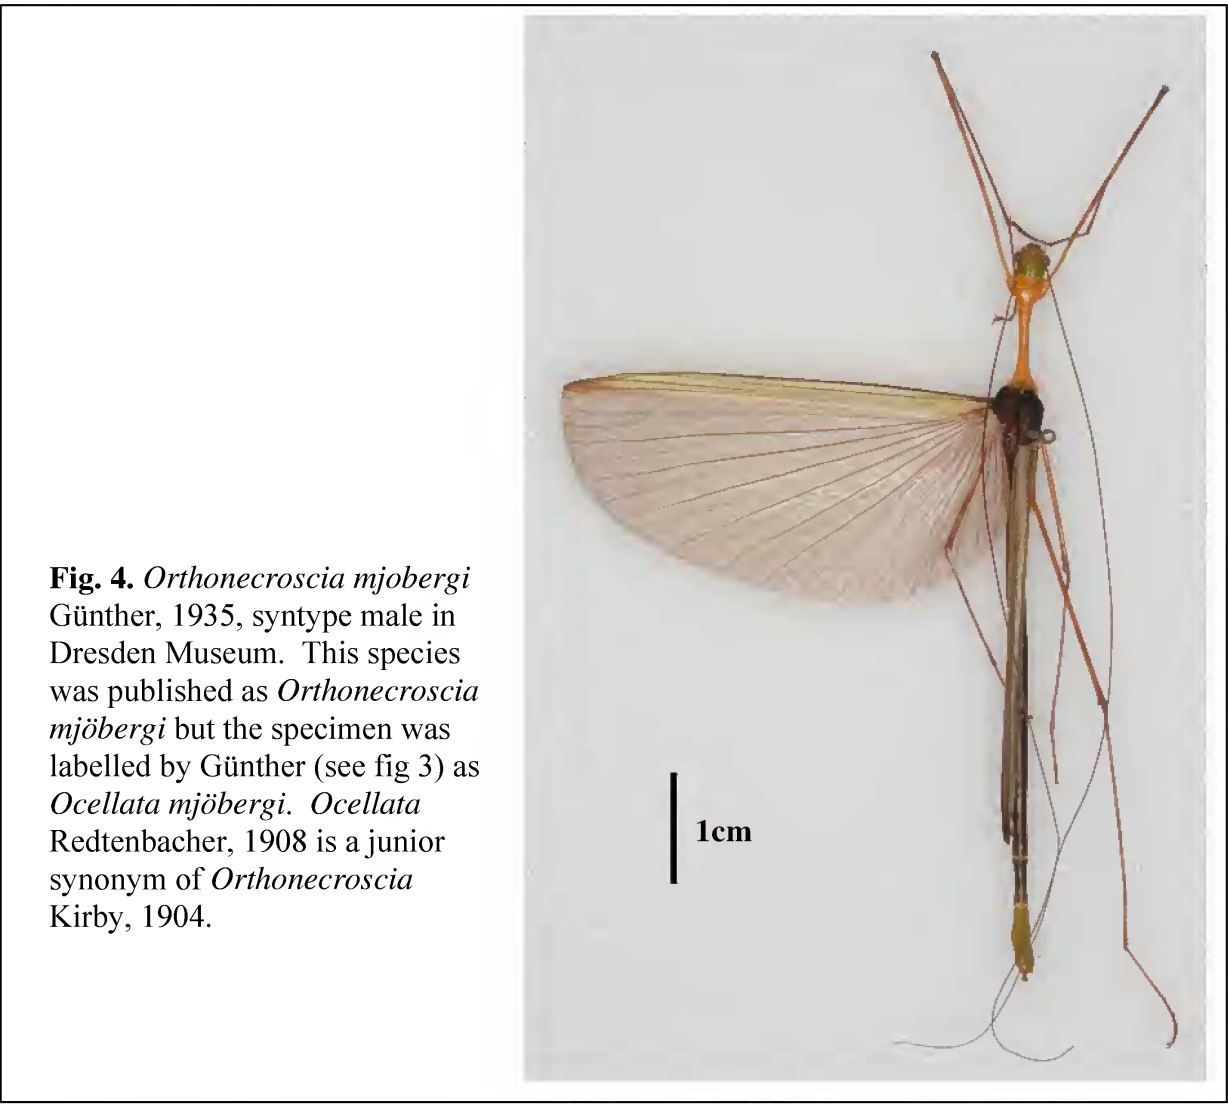 Fig. 4. Orthonecroscia mjobergi
Günther, 1935, syntype male in
Dresden Museum. This species
was published as Orthonecroscia
mjöbergi but the specimen was
labelled by Günther (see fig 3) as
Ocellata mjöbergi. Ocellata
Redtenbacher, 1908 is a junior
synonym of Orthonecroscia
Kirby, 1904.
1cm